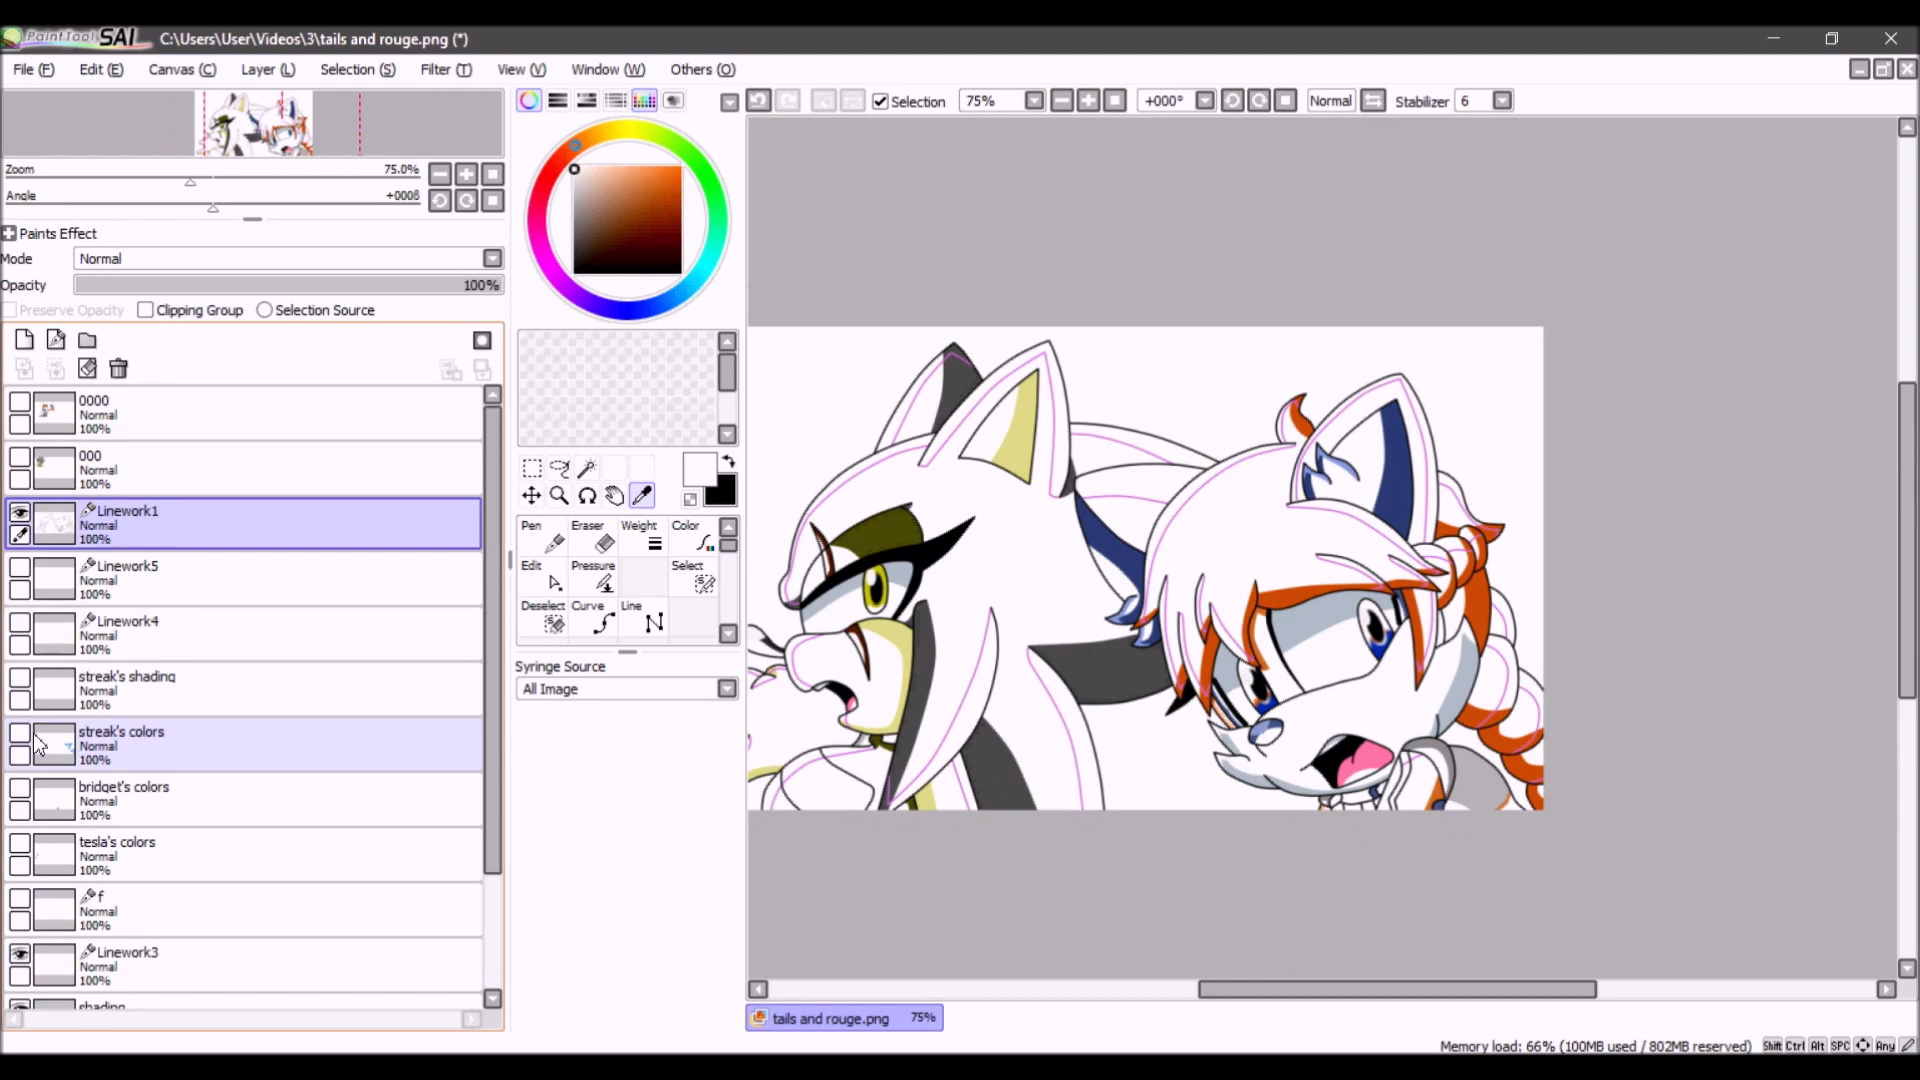 PaintTool SAI C:\Users\User\Videos\3\tails and rouge.png (*)
File (F) Edit (E) Canvas (C) Layer (L) Selection (S) Filter (T) View (V) Window (W) Others (O)
Selection 75% +000° Normal Stabilizer 6
Zoom 75.0%
Angle +000ß
Paints Effect
Mode Normal
Opacity 100%
Preserve Opacity Clipping Group Selection Source
0000
Normal
100%
000
Normal
100%
Linework1
Normal
100%
Linework5
Normal
100%
Linework4
Normal
100%
streak's shading
Normal
100%
streak's colors
Normal
100%
bridget's colors
Normal
100%
tesla's colors
Normal
100%
f
Normal
100%
Linework3
Normal
100%
shading
Pen Eraser Weight Color
Edit Pressure Select
Deselect Curve Line
Syringe Source
All Image
tails and rouge.png 75%
Memory load: 66% (100MB used / 802MB reserved) Shift Ctrl Alt SPC Any